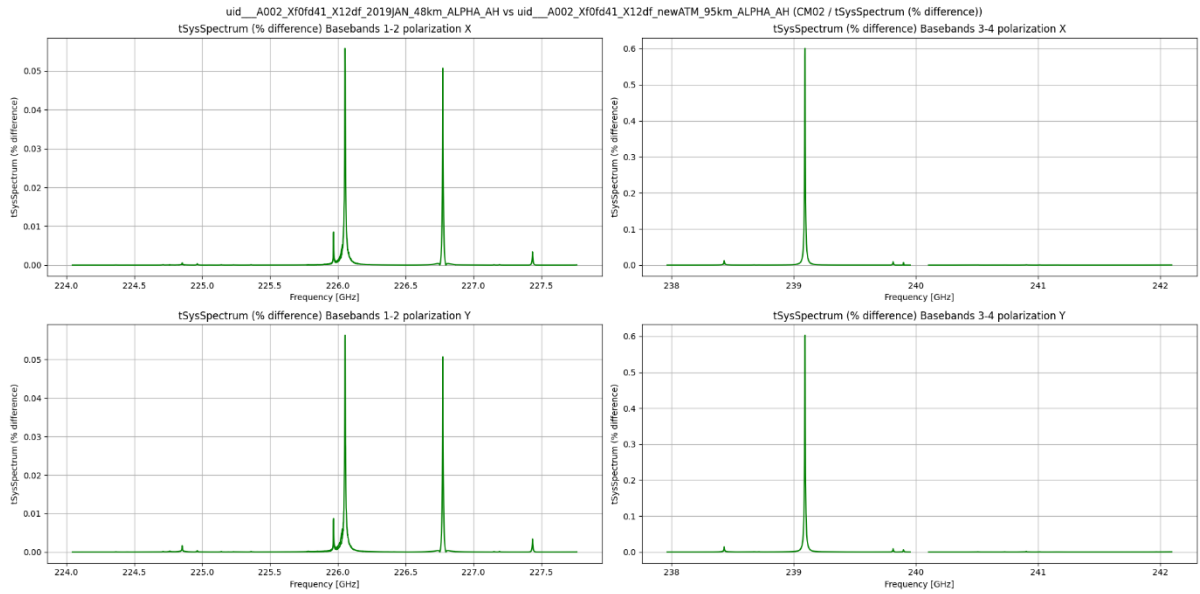 uid___A002_Xf0fd41_X12df_2019JAN_48km_ALPHA_AH vs uid___A002_Xf0fd41_X12df_newATM_95km_ALPHA_AH (CM02 / tSysSpectrum (% difference))
tSysSpectrum (% difference) Basebands 1-2 polarization X
tSysSpectrum (% difference)
0.05
0.04
0.03
0.02
0.01
0.00
224.0 224.5 225.0 225.5 226.0 226.5 227.0 227.5
Frequency [GHz]
tSysSpectrum (% difference) Basebands 3-4 polarization X
tSysSpectrum (% difference)
0.6
0.5
0.4
0.3
0.2
0.1
0.0
238 239 240 241 242
Frequency [GHz]
tSysSpectrum (% difference) Basebands 1-2 polarization Y
tSysSpectrum (% difference)
0.05
0.04
0.03
0.02
0.01
0.00
224.0 224.5 225.0 225.5 226.0 226.5 227.0 227.5
Frequency [GHz]
tSysSpectrum (% difference) Basebands 3-4 polarization Y
tSysSpectrum (% difference)
0.6
0.5
0.4
0.3
0.2
0.1
0.0
238 239 240 241 242
Frequency [GHz]